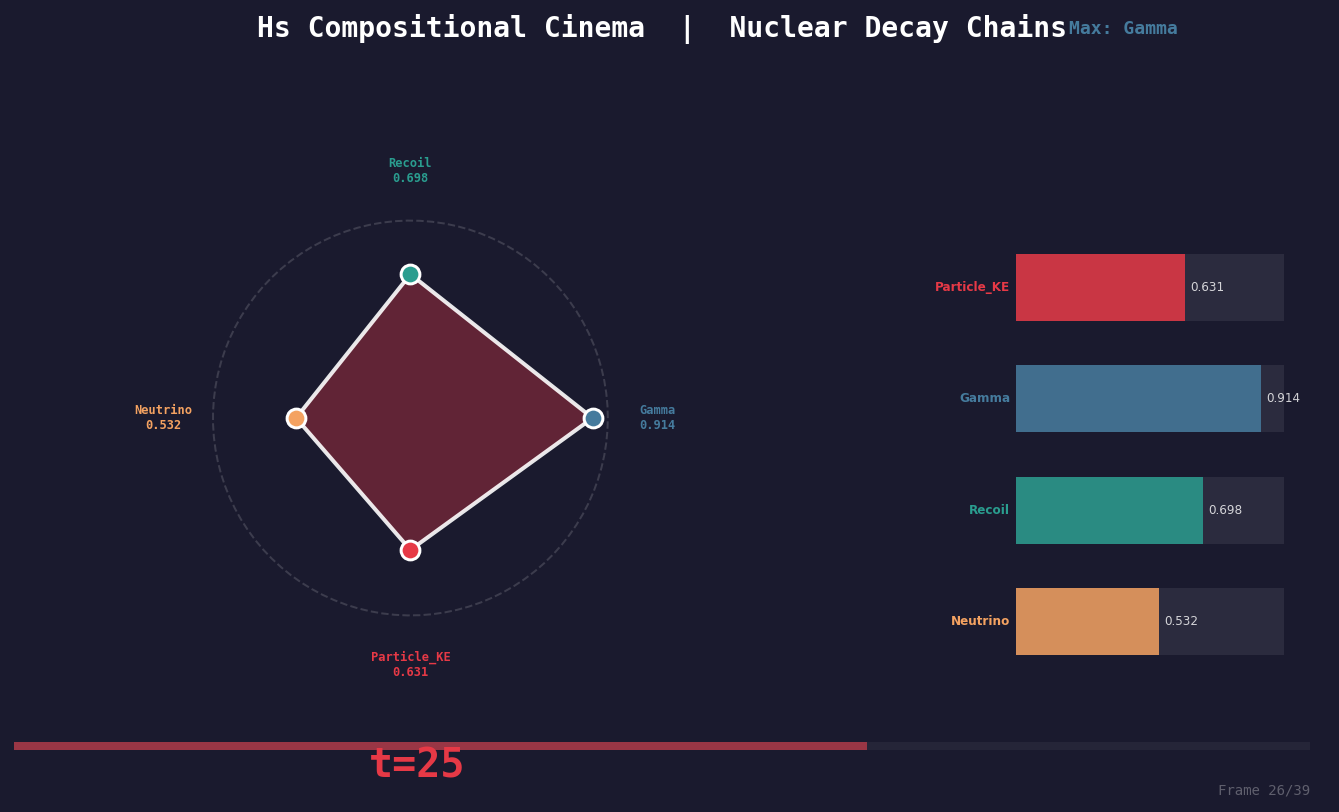 Hs Compositional Cinema  |  Nuclear Decay Chains
Max: Gamma
Recoil
0.698
Neutrino
0.532
Gamma
0.914
Particle_KE
0.631
Particle_KE
0.631
Gamma
0.914
Recoil
0.698
Neutrino
0.532
t=25
Frame 26/39